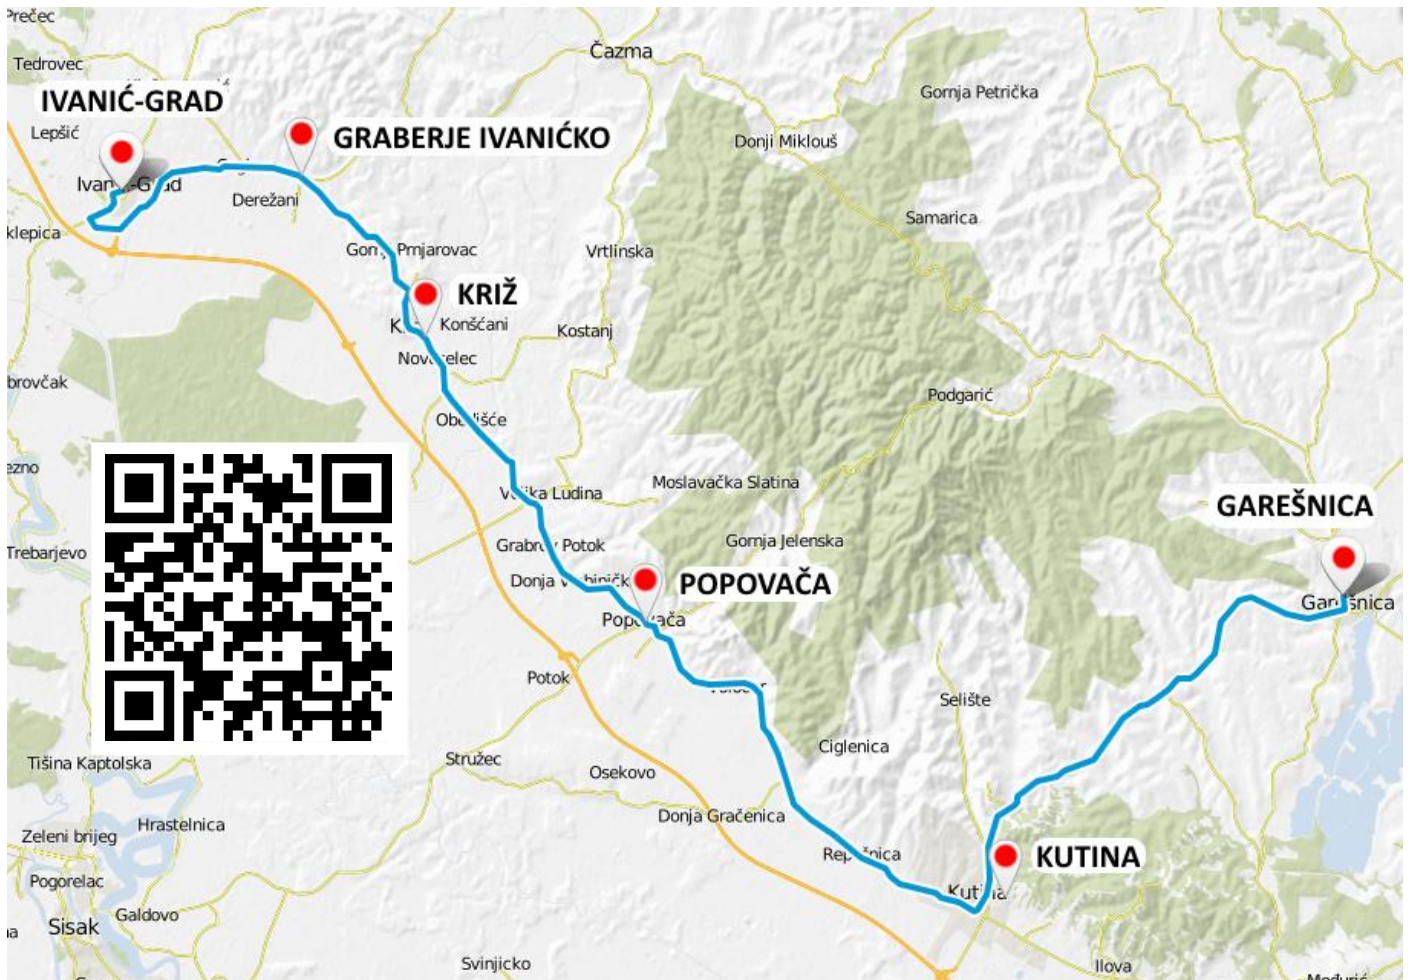 Prečec
Čazma
Tedrovec
Gornja Petrička
IVANIĆ-GRAD
Lepšić
GRABERJE IVANIĆKO
Donji Miklouš
Derežani
Samarica
klepica
Vrtlinska
KRIŽ
Konšćani
Kostanj
brovčak
Podgarić
ezno
Moslavačka Slatina
GAREŠNICA
Trebarjevo
Gornja Jelenska
POPOVAČA
Potok
Selište
Ciglenica
Tišina Kaptolska
Stružec
Osekovo
Donja Gračenica
Hrastelnica
Zeleni brijeg
KUTINA
Pogorelac
Galdovo
Sisak
Svinjicko
Ilova